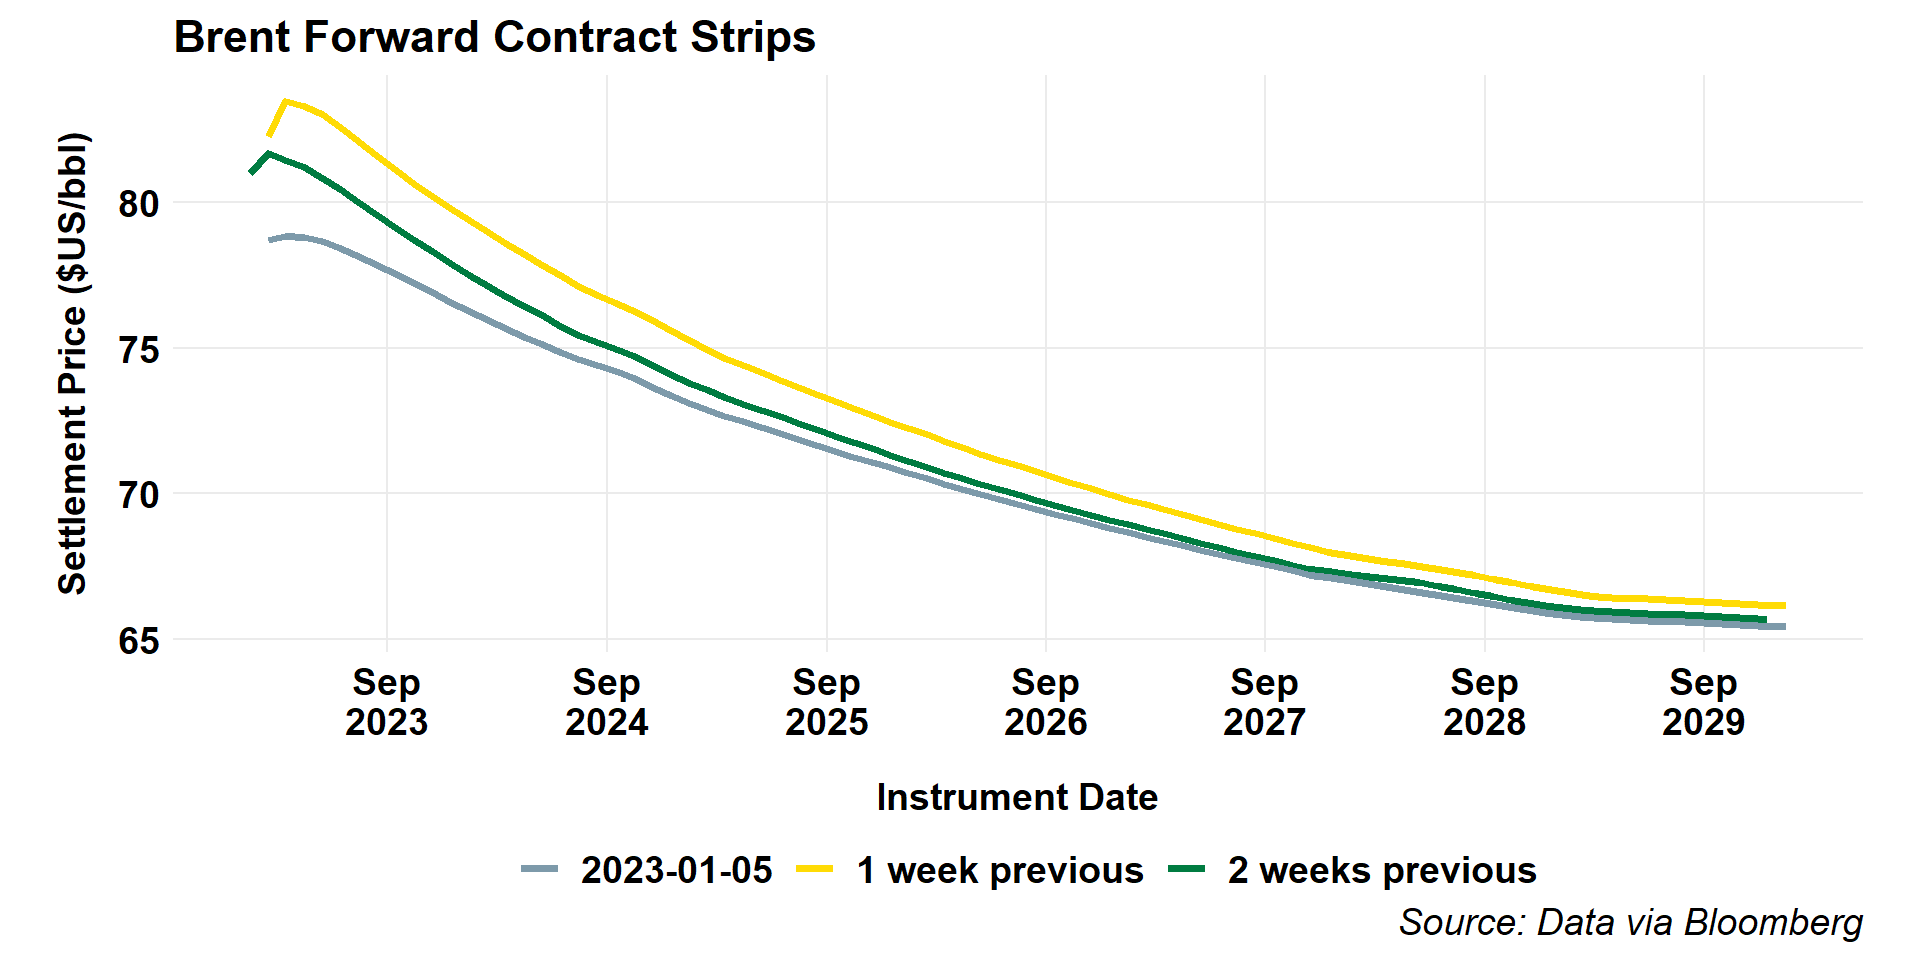 Brent Forward Contract Strips
Settlement Price ($US/bbl)
80
75
70
65
Sep
2023
Sep
2024
Sep
2025
Sep
2026
Sep
2027
Sep
2028
Sep
2029
Instrument Date
2023-01-05
1 week previous
2 weeks previous
Source: Data via Bloomberg